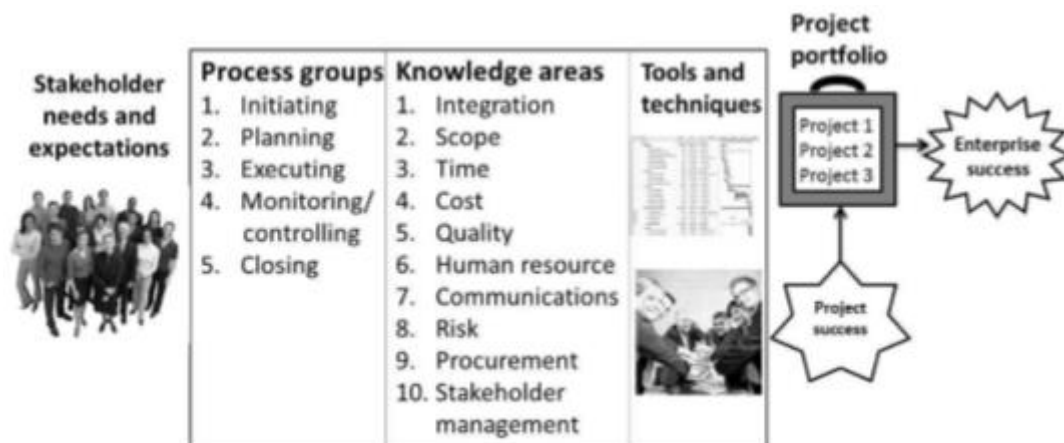 Stakeholder
needs and
expectations
Process groups
1. Initiating
2. Planning
3. Executing
4. Monitoring/
controlling
5. Closing
Knowledge areas
1. Integration
2. Scope
3. Time
4. Cost
5. Quality
6. Human resource
7. Communications
8. Risk
9. Procurement
10. Stakeholder
management
Tools and
techniques
Project
portfolio
Project 1
Project 2
Project 3
Enterprise
success
Project
success